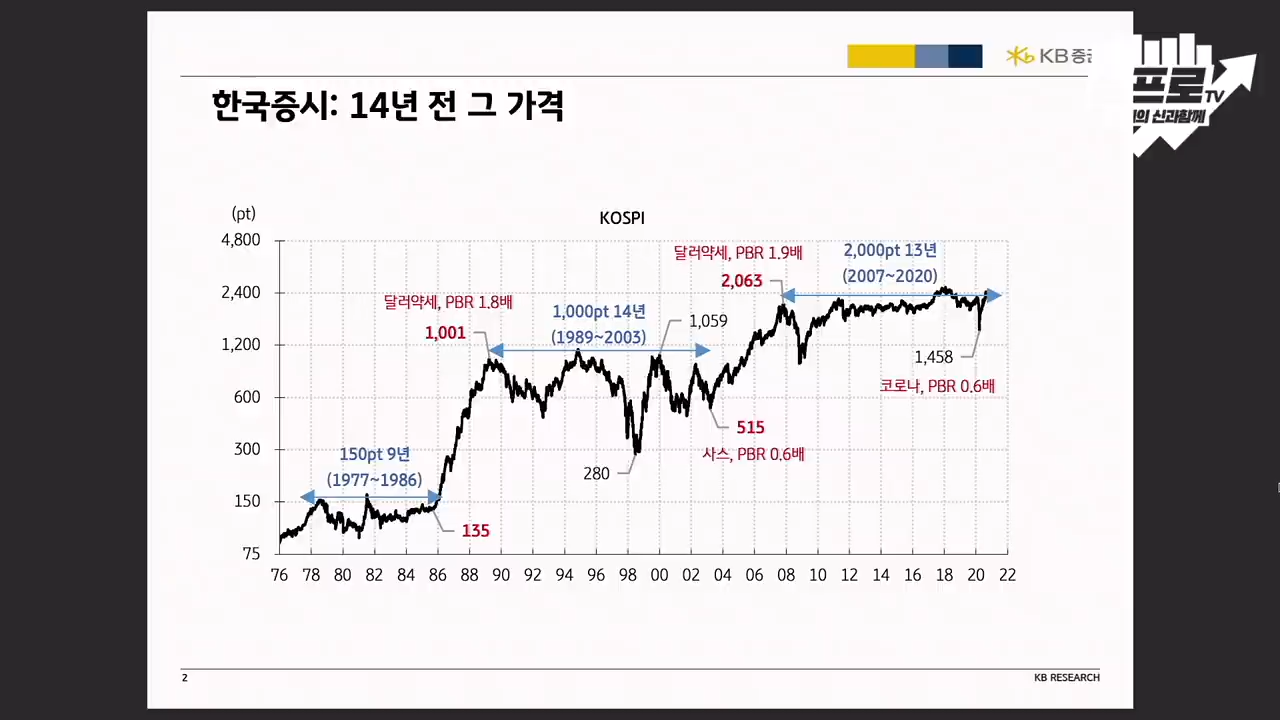 KB증
프로TV
의 신과함께
한국증시: 14년 전 그 가격
(pt)
KOSPI
4,800
2,400
1,200
600
300
150
75
달러약세, PBR 1.9배
2,063
2,000pt 13년
(2007~2020)
달러약세, PBR 1.8배
1,001
1,000pt 14년
(1989~2003)
1,059
1,458
코로나, PBR 0.6배
515
사스, PBR 0.6배
280
150pt 9년
(1977~1986)
135
76 78 80 82 84 86 88 90 92 94 96 98 00 02 04 06 08 10 12 14 16 18 20 22
2
KB RESEARCH